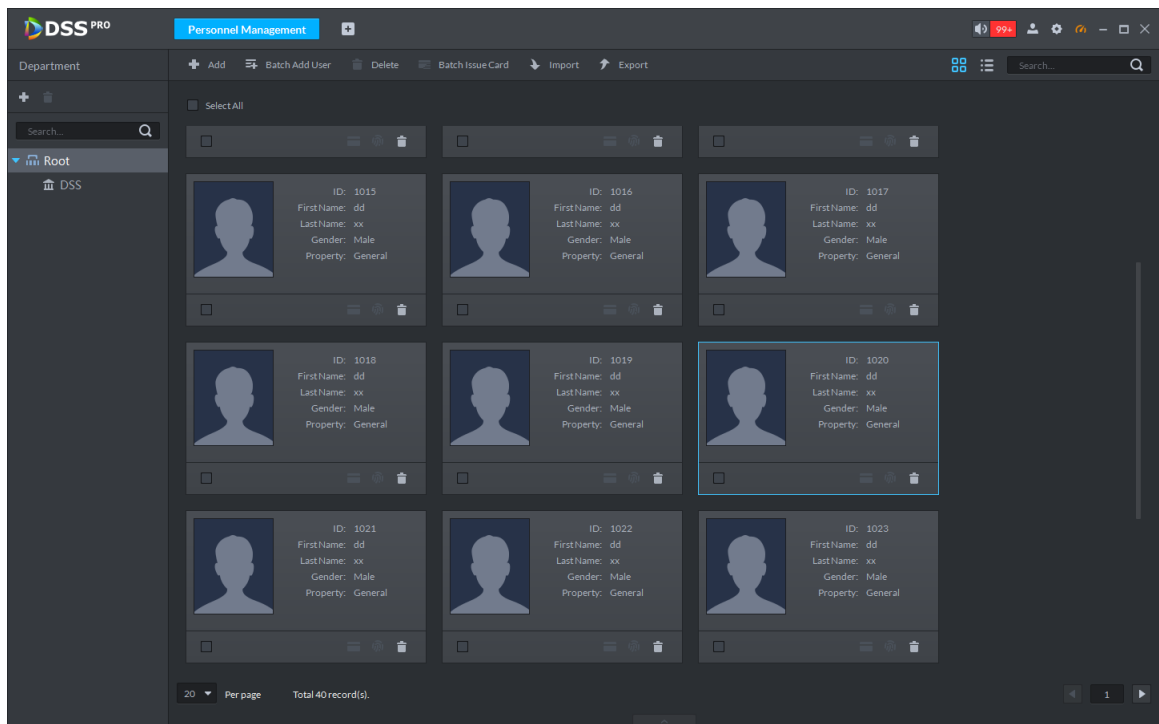 DSS PRO
Personnel Management
99+
Department
Add
Batch Add User
Delete
Batch Issue Card
Import
Export
Search...
Select All
Search...
Root
DSS
ID: 1015
First Name: dd
Last Name: xx
Gender: Male
Property: General
ID: 1016
First Name: dd
Last Name: xx
Gender: Male
Property: General
ID: 1017
First Name: dd
Last Name: xx
Gender: Male
Property: General
ID: 1018
First Name: dd
Last Name: xx
Gender: Male
Property: General
ID: 1019
First Name: dd
Last Name: xx
Gender: Male
Property: General
ID: 1020
First Name: dd
Last Name: xx
Gender: Male
Property: General
ID: 1021
First Name: dd
Last Name: xx
Gender: Male
Property: General
ID: 1022
First Name: dd
Last Name: xx
Gender: Male
Property: General
ID: 1023
First Name: dd
Last Name: xx
Gender: Male
Property: General
20
Per page
Total 40 record(s).
1